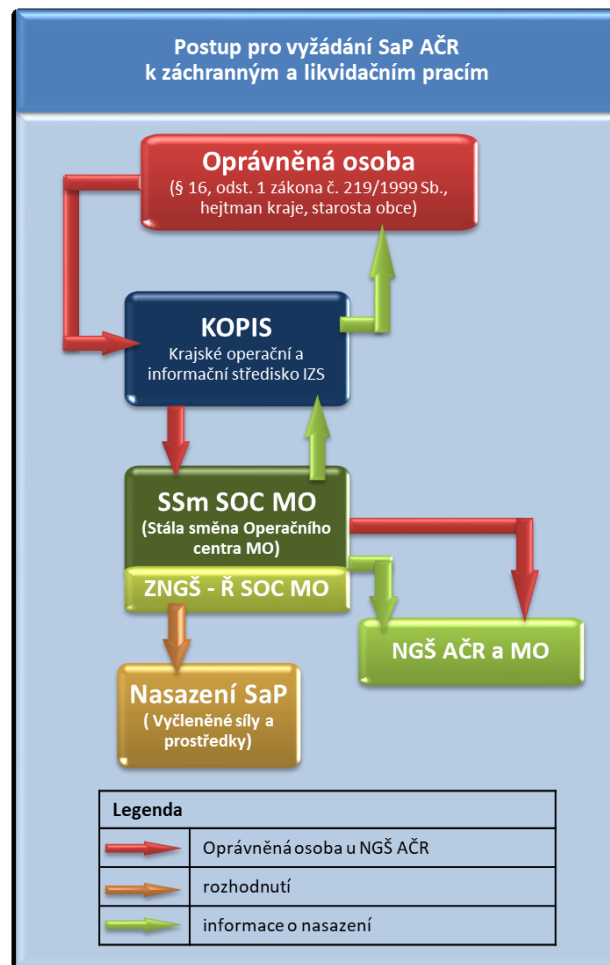 Postup pro vyžádání SaP AČR
k záchranným a likvidačním pracím
Oprávněná osoba
(§ 16, odst. 1 zákona č. 219/1999 Sb.,
hejtman kraje, starosta obce)
KOPIS
Krajské operační a
informační středisko IZS
SSm SOC MO
(Stála směna Operačního
centra MO)
ZNGŠ - Ř SOC MO
NGŠ AČR a MO
Nasazení SaP
( Vyčleněné síly a
prostředky)
Legenda
Oprávněná osoba u NGŠ AČR
rozhodnutí
informace o nasazení